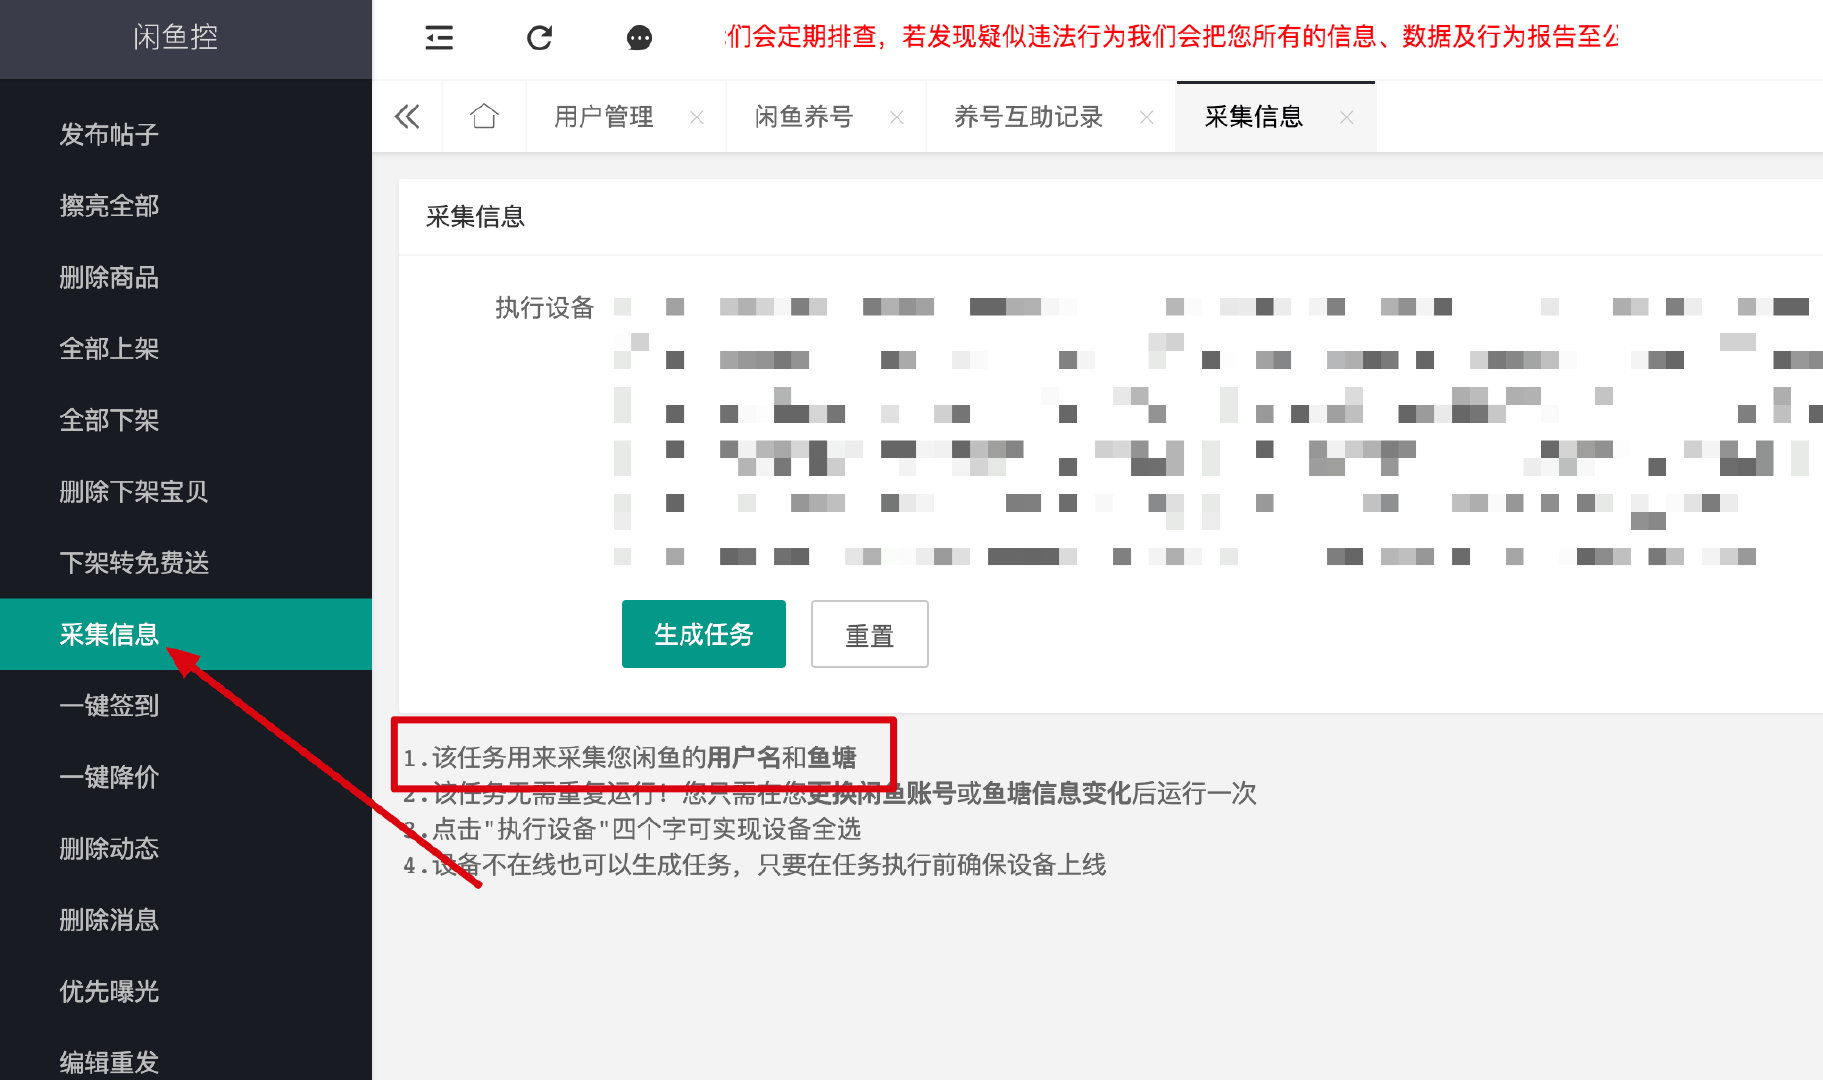 闲鱼控
们会定期排查，若发现疑似违法行为我们会把您所有的信息、数据及行为报告至公
用户管理
闲鱼养号
养号互助记录
采集信息
发布帖子
擦亮全部
删除商品
全部上架
全部下架
删除下架宝贝
下架转免费送
采集信息
一键签到
一键降价
删除动态
删除消息
优先曝光
编辑重发
采集信息
执行设备
生成任务
重置
1.该任务用来采集您闲鱼的用户名和鱼塘
2.该任务无需重复运行！您只需在您更换闲鱼账号或鱼塘信息变化后运行一次
3.点击"执行设备"四个字可实现设备全选
4.设备不在线也可以生成任务，只要在任务执行前确保设备上线